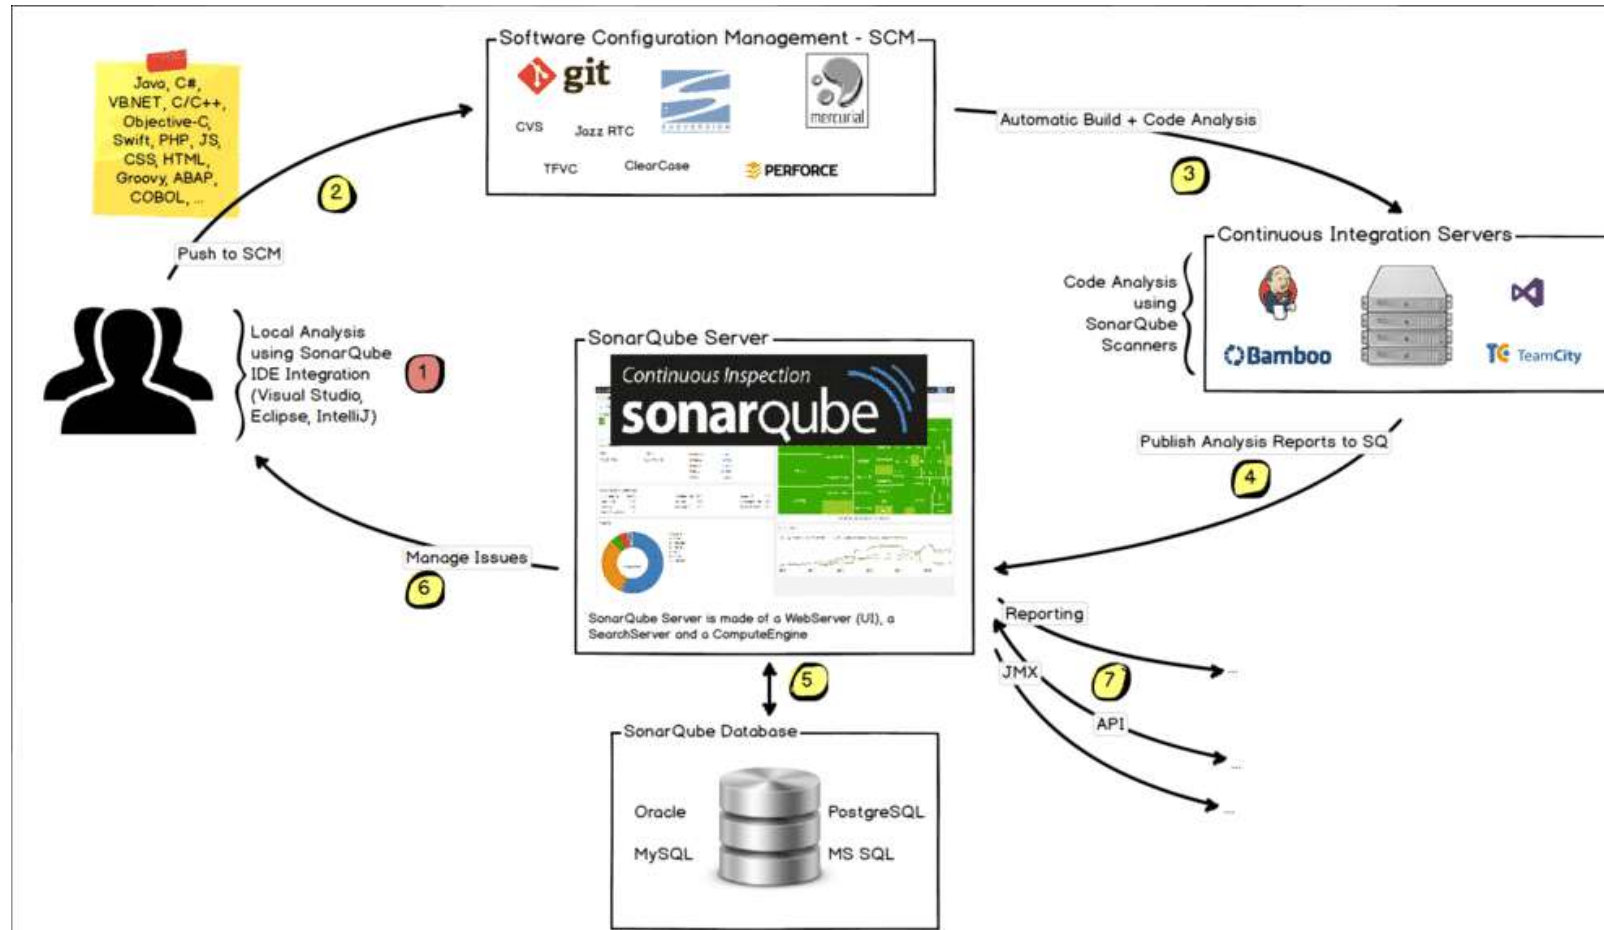 Software Configuration Management - SCM
git
SUBVERSION
mercurial
CVS
Jazz RTC
TFVC
ClearCase
PERFORCE
Java, C#,
VB.NET, C/C++,
Objective-C,
Swift, PHP, JS,
CSS, HTML,
Groovy, ABAP,
COBOL, ...
2
Push to SCM
Automatic Build + Code Analysis
3
Continuous Integration Servers
Code Analysis
using
SonarQube
Scanners
Bamboo
TC TeamCity
Local Analysis
using SonarQube
IDE Integration
(Visual Studio,
Eclipse, IntelliJ)
1
SonarQube Server
Continuous Inspection
sonarqube
SonarQube Server is made of a WebServer (UI), a
SearchServer and a ComputeEngine
Publish Analysis Reports to SQ
4
Manage Issues
6
Reporting
...
JMX
7
API
...
...
5
SonarQube Database
Oracle
PostgreSQL
MySQL
MS SQL